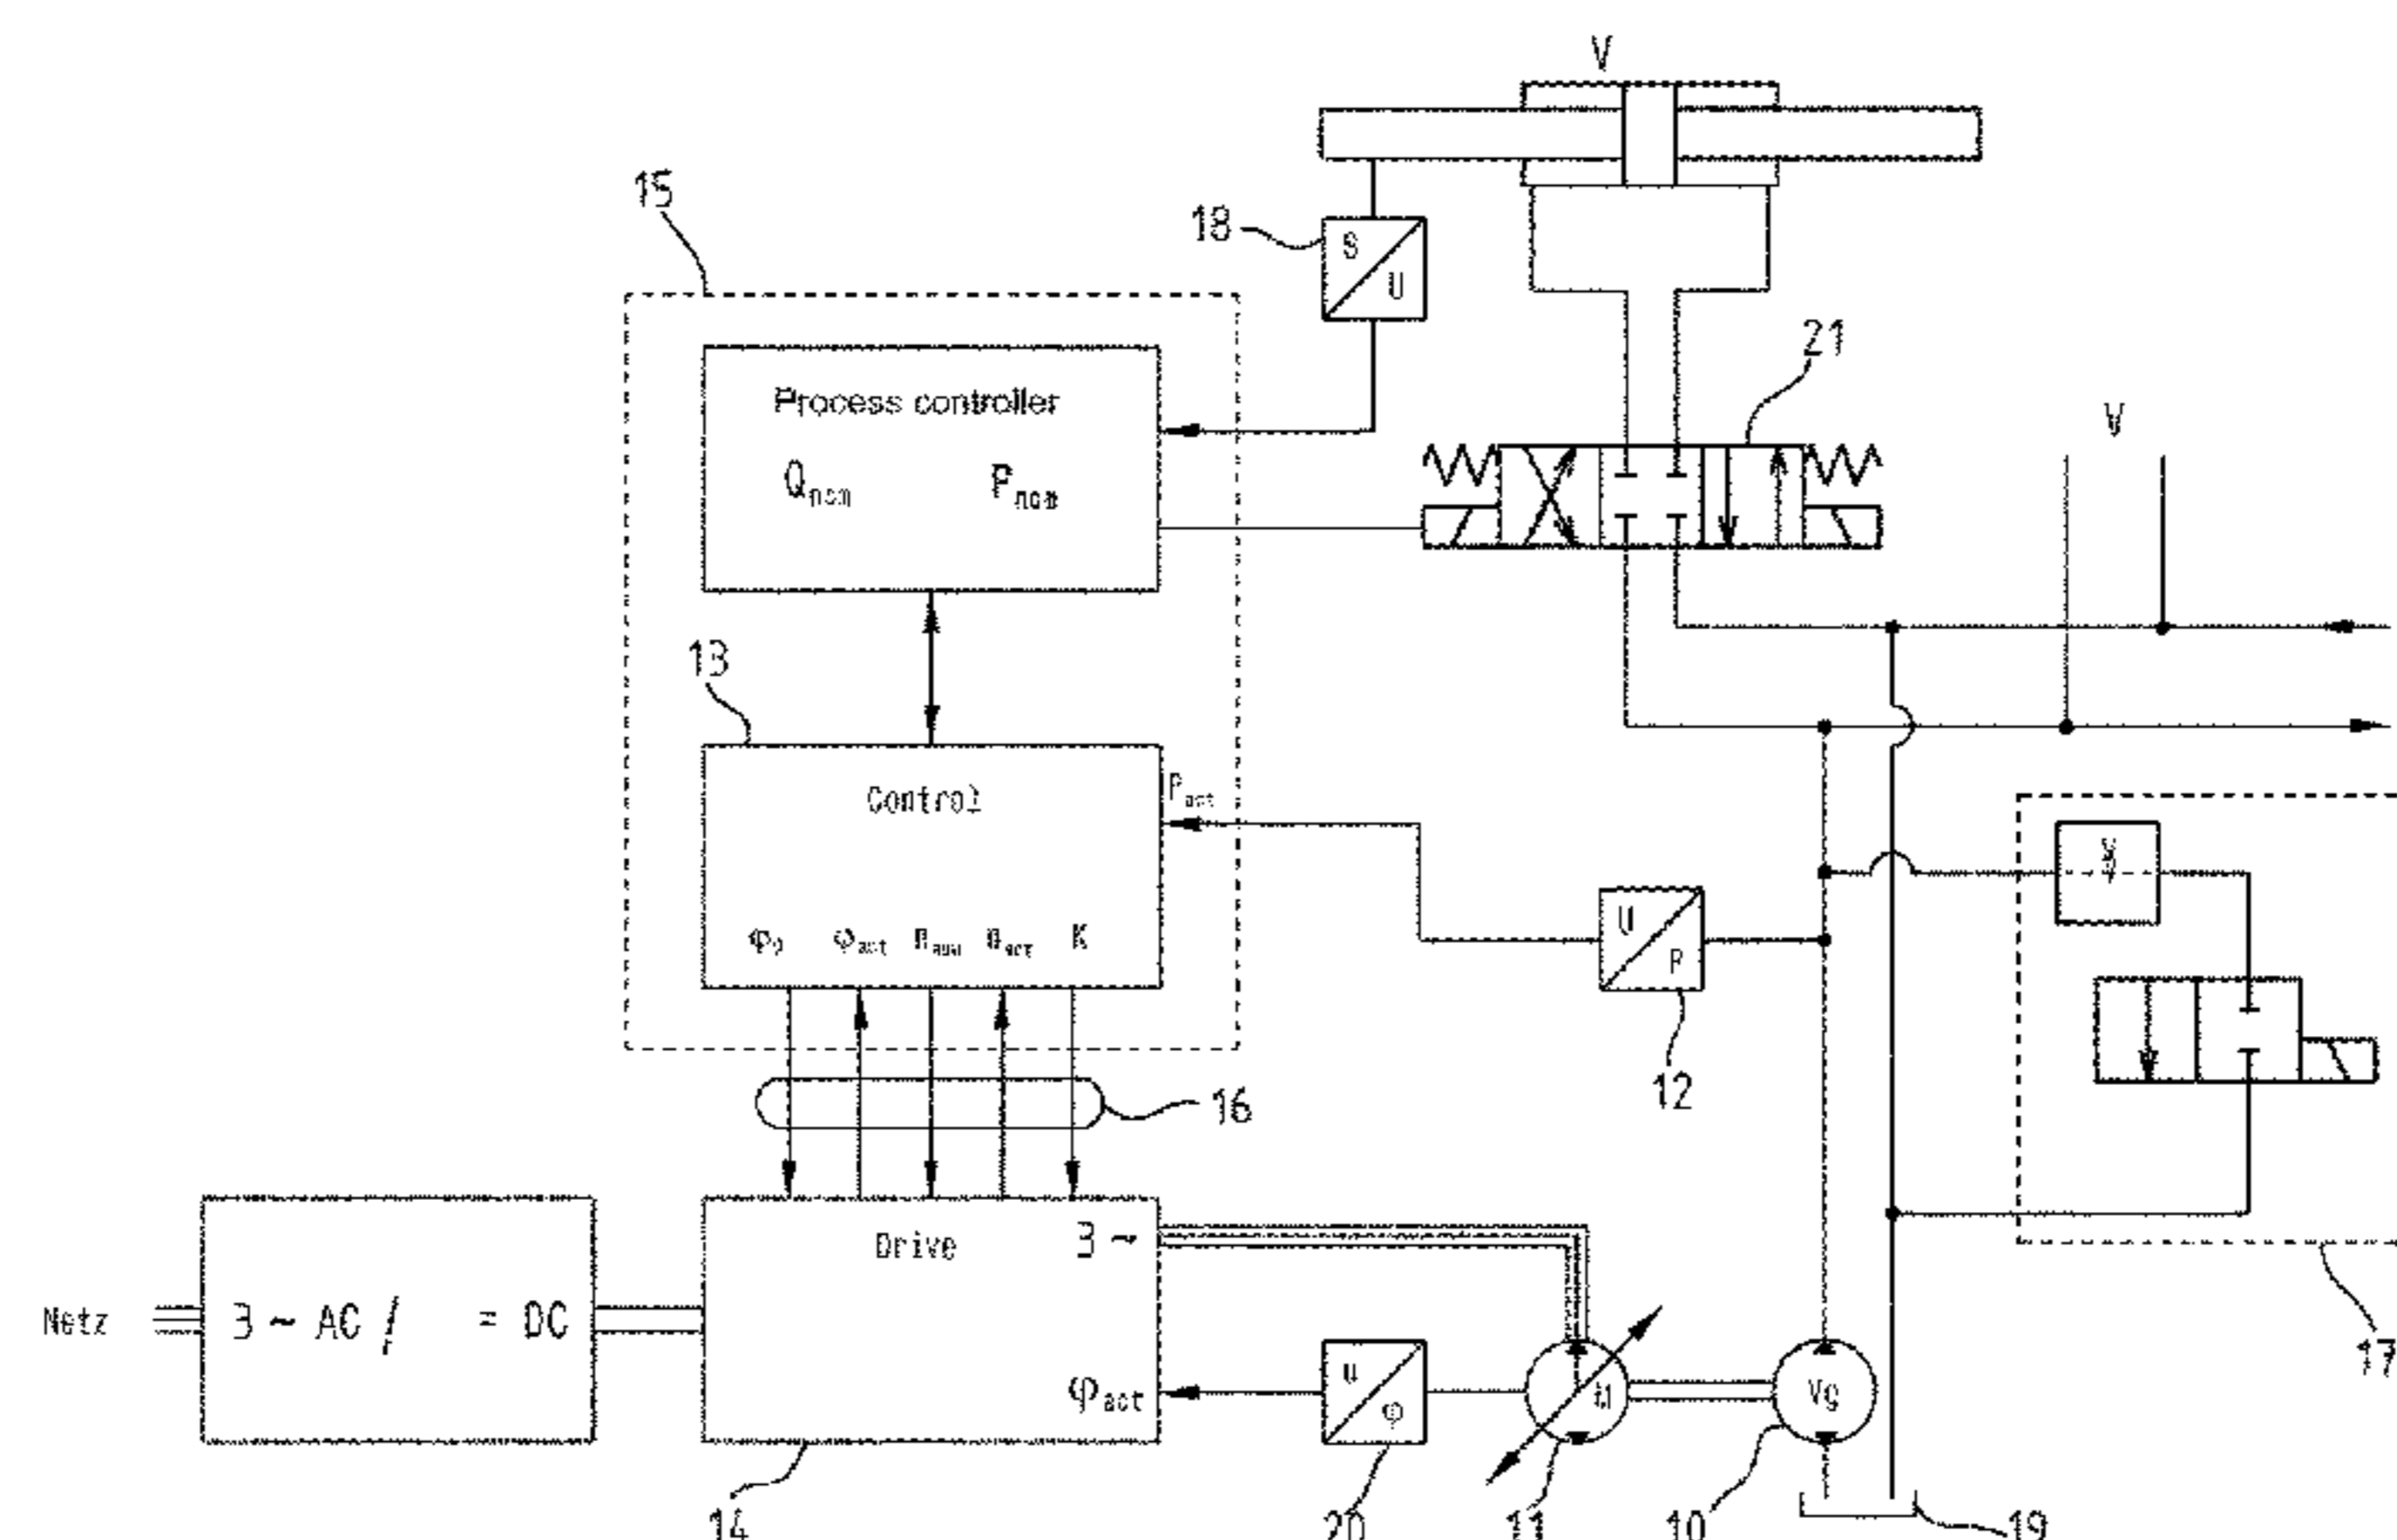 V
15
18
S
U
21
Process controller
V
Qnom Pnom
13
Control
Pact
U
P
φ0 φact nact K
12
16
Drive 3 ~
Netz 3 ~ AC / = DC
17
u
φ
Vg
φact
14 20 11 10 19